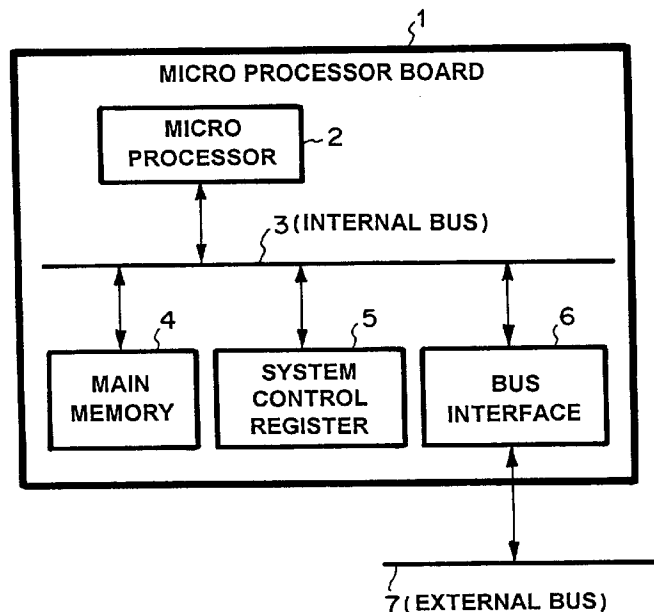 1
MICRO PROCESSOR BOARD
MICRO
PROCESSOR
2
3 (INTERNAL BUS)
4
5
6
MAIN
MEMORY
SYSTEM
CONTROL
REGISTER
BUS
INTERFACE
7 (EXTERNAL BUS)